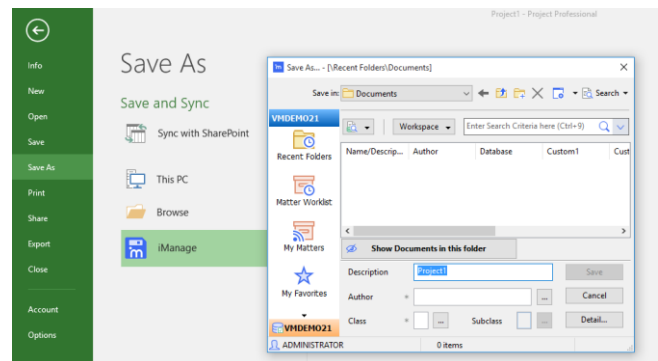 Project1 - Project Professional
Info
New
Open
Save
Save As
Print
Share
Export
Close
Account
Options
Save As
Save and Sync
Sync with SharePoint
This PC
Browse
iManage
Save As... - [\Recent Folders\Documents]
Save in: Documents
Search
VMDEMO21
Workspace
Enter Search Criteria here (Ctrl+9)
Recent Folders
Matter Worklist
My Matters
My Favorites
VMDEMO21
Name/Descrip... Author Database Custom1 Cust
Show Documents in this folder
Description Project1 Save
Author * ... Cancel
Class * ... Subclass ... Detail...
ADMINISTRATOR 0 items